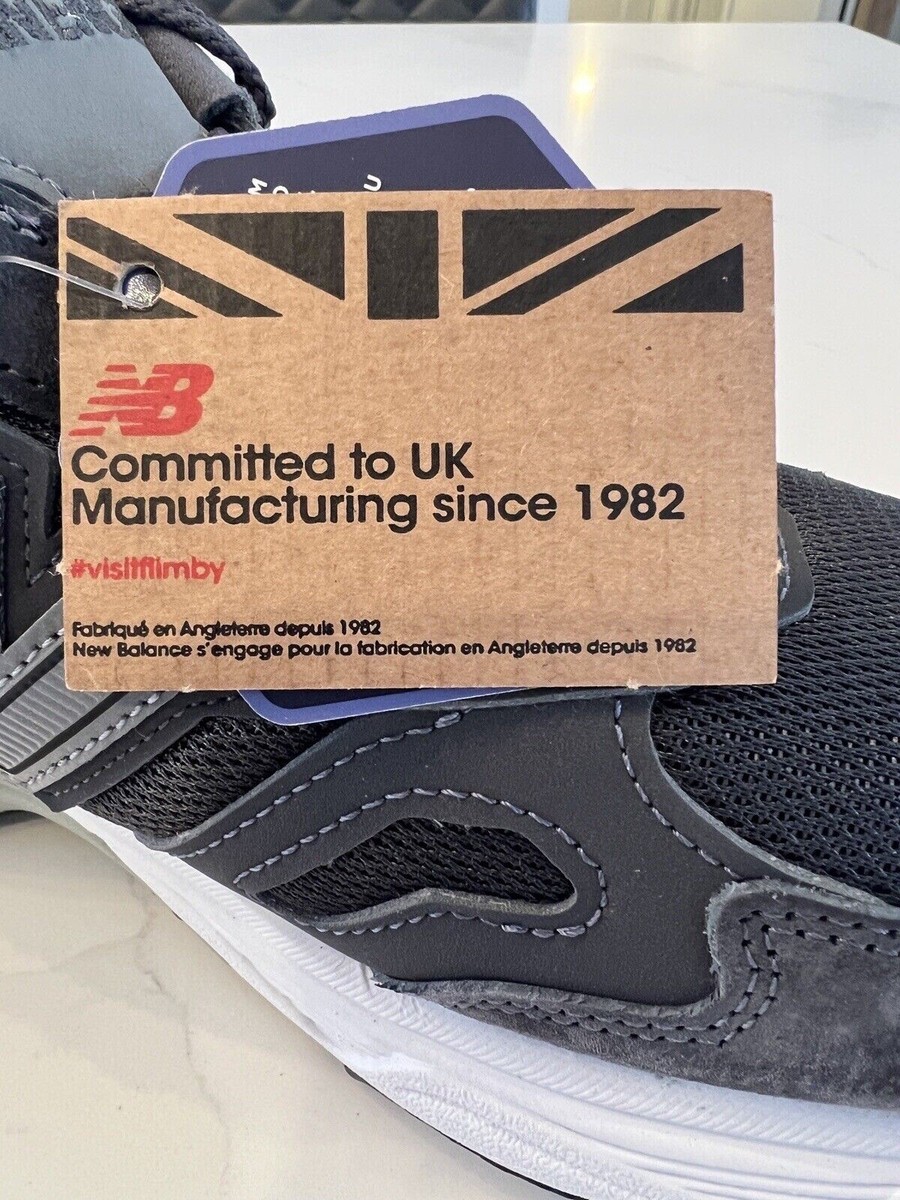 NB
Committed to UK
Manufacturing since 1982
#visitflimby
Fabriqué en Angleterre depuis 1982
New Balance s'engage pour la fabrication en Angleterre depuis 1982